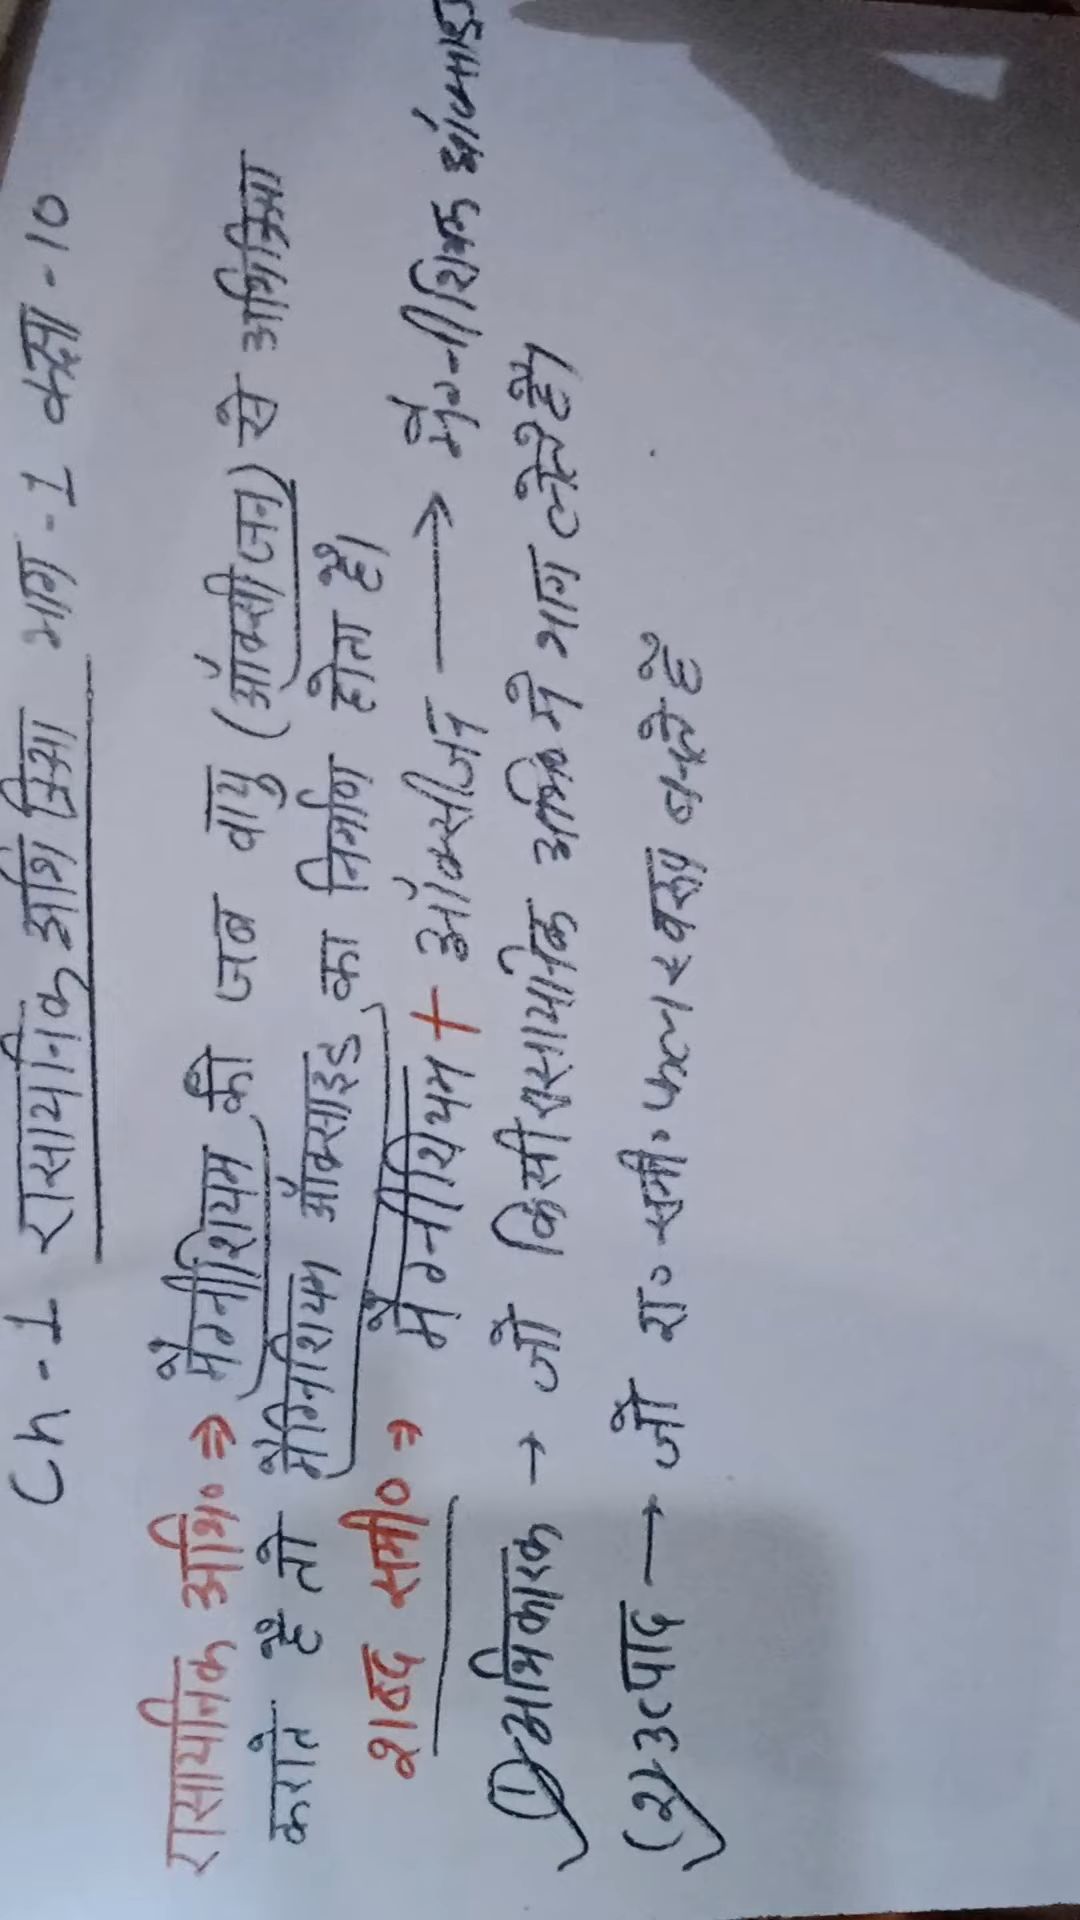 Ch - 1 रासायनिक अभिक्रिया भाग - 1 कक्षा - 10
रासायनिक अभि० ⇒ मैग्नीशियम की जब वायु (ऑक्सीजन) से अभिक्रिया
कराते है तो मैग्निशियम ऑक्साइड का निर्माण होता है।
शब्द समी० ⇒ मैग्नीशियम + ऑक्सीजन ⟶ मैग्नीशियम ऑक्साइड
(1) अभिकारक → जो किसी रासायनिक अभि० में भाग लेते है।
(2) उत्पाद ⟶ जो रा० समी० फलस्वरूप बनते है